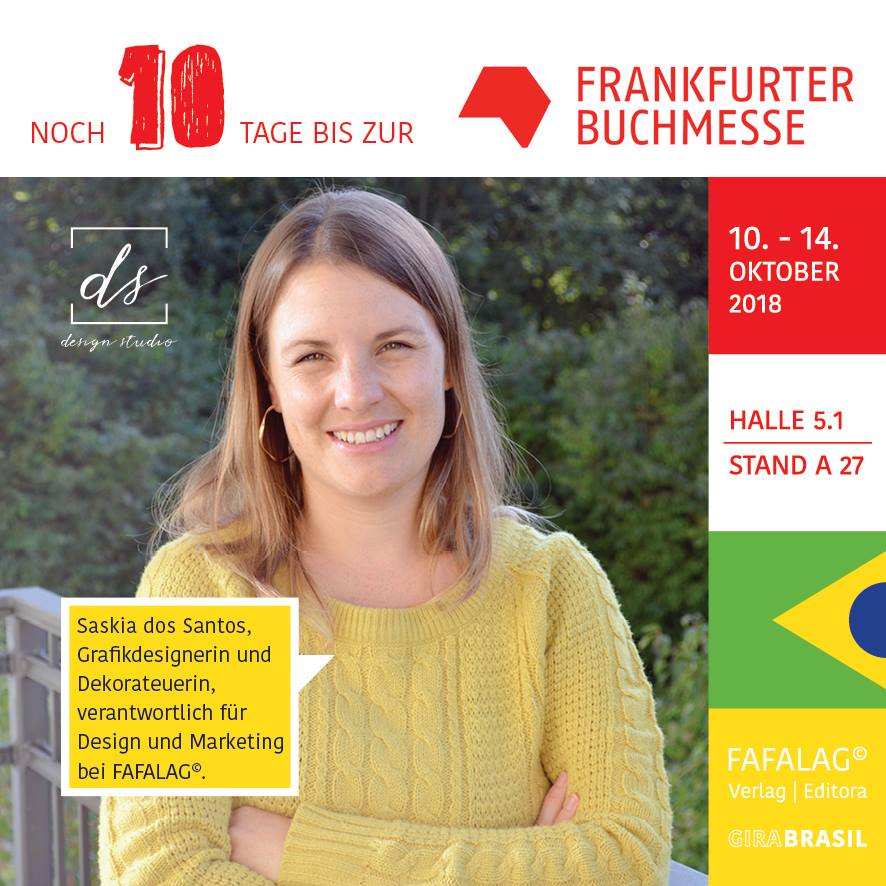 NOCH 10 TAGE BIS ZUR
FRANKFURTER
BUCHMESSE
ds
design studio
10. - 14.
OKTOBER
2018
HALLE 5.1
STAND A 27
Saskia dos Santos,
Grafikdesignerin und
Dekorateuerin,
verantwortlich für
Design und Marketing
bei FAFALAG©.
FAFALAG©
Verlag | Editora
GIRABRASIL